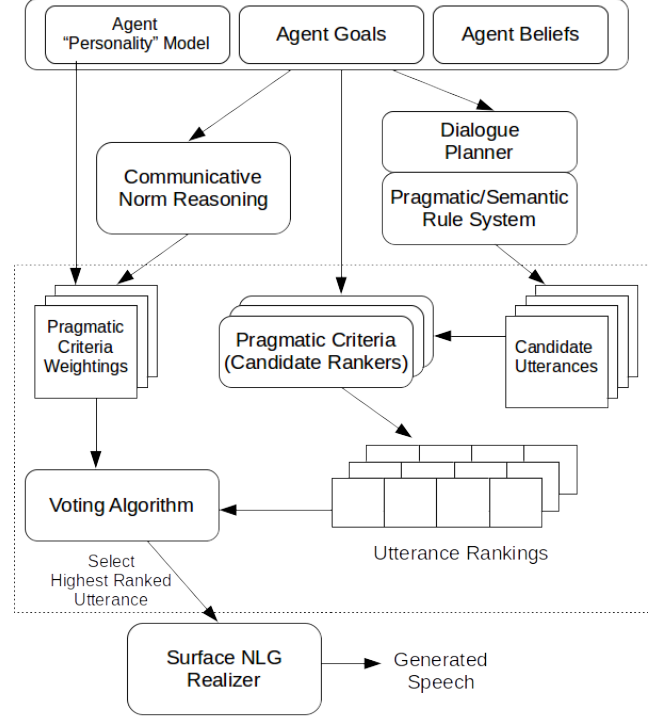 Agent
“Personality” Model
Agent Goals
Agent Beliefs
Communicative
Norm Reasoning
Dialogue
Planner
Pragmatic/Semantic
Rule System
Pragmatic
Criteria
Weightings
Pragmatic Criteria
(Candidate Rankers)
Candidate
Utterances
Voting Algorithm
Utterance Rankings
Select
Highest Ranked
Utterance
Surface NLG
Realizer
Generated
Speech